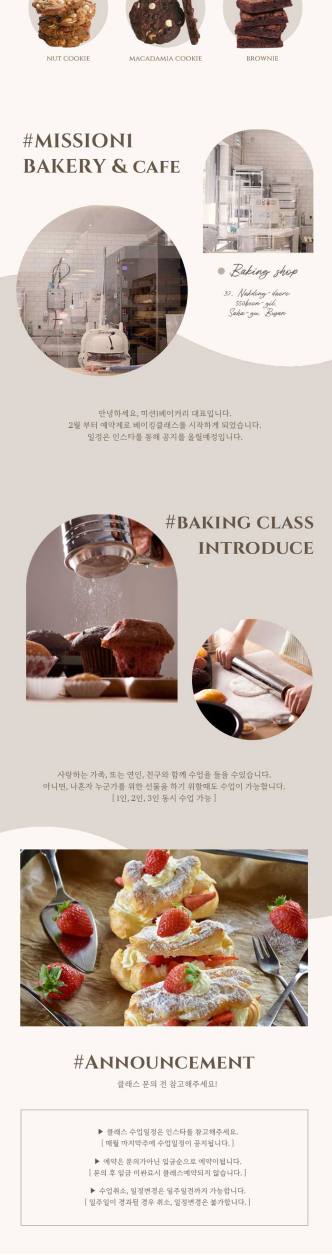 NUT COOKIE
MACADAMIA COOKIE
BROWNIE
#MISSION1
BAKERY & CAFE
Baking shop
37, Nakdong-daero
550beon-gil,
Saha-gu, Busan
안녕하세요, 미션1베이커리 대표입니다.
2월 부터 예약제로 베이킹클래스를 시작하게 되었습니다.
일정은 인스타를 통해 공지를 올릴예정입니다.
#BAKING CLASS
INTRODUCE
사랑하는 가족, 또는 연인, 친구와 함께 수업을 들을 수있습니다.
아니면, 나혼자 누군가를 위한 선물을 하기 위할때도 수업이 가능합니다.
[ 1인, 2인, 3인 동시 수업 가능 ]
#ANNOUNCEMENT
클래스 문의 전 참고해주세요!
▶ 클래스 수업일정은 인스타를 참고해주세요.
[ 매월 마지막주에 수업일정이 공지됩니다. ]
▶ 예약은 문의가아닌 입금순으로 예약이됩니다.
[ 문의 후 입금 미완료시 클래스예약되지 않습니다. ]
▶ 수업취소, 일정변경은 일주일전까지 가능합니다.
[ 일주일이 경과될 경우 취소, 일정변경은 불가합니다. ]